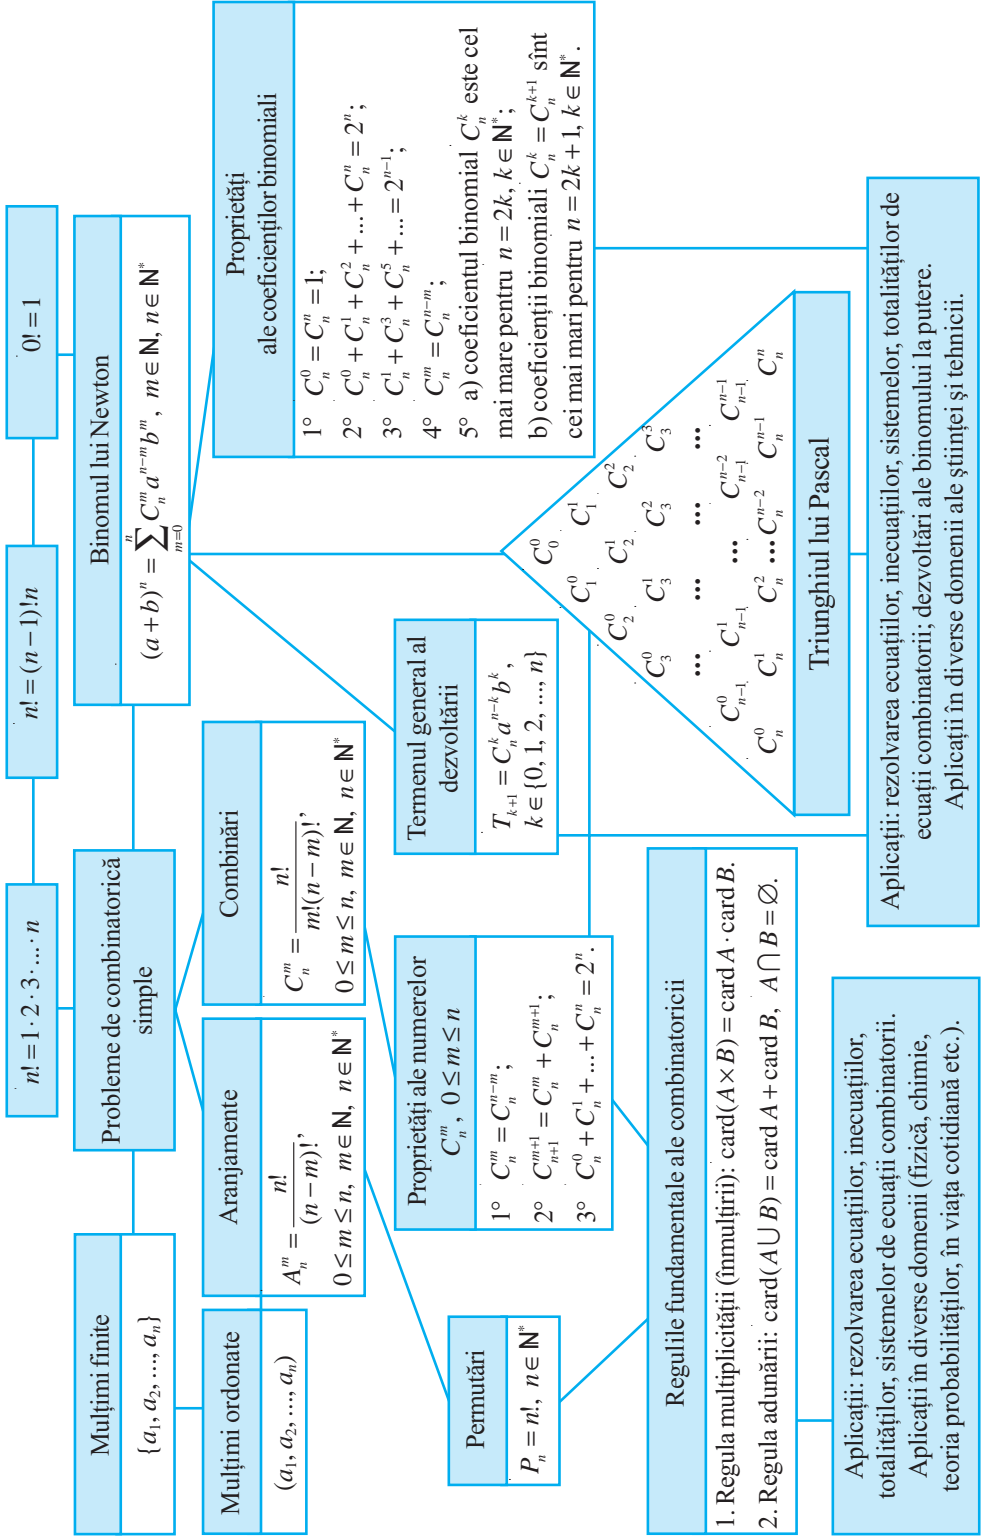 n! = 1 · 2 · 3 · ... · n
n! = (n − 1)!n
0! = 1
Mulțimi finite
{a₁, a₂, ..., aₙ}
Probleme de combinatorică
simple
Binomul lui Newton
(a + b)ⁿ = ∑_{m=0}^{n} C_n^m a^{n−m} b^m, m ∈ ℕ, n ∈ ℕ*
Mulțimi ordonate
(a₁, a₂, ..., aₙ)
Aranjamente
A_n^m = n!/(n − m)!,
0 ≤ m ≤ n, m ∈ ℕ, n ∈ ℕ*
Combinări
C_n^m = n!/(m!(n − m)!),
0 ≤ m ≤ n, m ∈ ℕ, n ∈ ℕ*
Proprietăți
ale coeficienților binomiali
1° C_n^0 = C_n^n = 1;
2° C_n^0 + C_n^1 + C_n^2 + ... + C_n^n = 2^n;
3° C_n^1 + C_n^3 + C_n^5 + ... = 2^{n−1};
4° C_n^m = C_n^{n−m};
5° a) coeficientul binomial C_n^k este cel
mai mare pentru n = 2k, k ∈ ℕ*;
b) coeficienții binomiali C_n^k = C_n^{k+1} sînt
cei mai mari pentru n = 2k + 1, k ∈ ℕ*.
Permutări
P_n = n!, n ∈ ℕ*
Proprietăți ale numerelor
C_n^m, 0 ≤ m ≤ n
1° C_n^m = C_n^{n−m};
2° C_{n+1}^{m+1} = C_n^m + C_n^{m+1};
3° C_n^0 + C_n^1 + ... + C_n^n = 2^n.
Termenul general al
dezvoltării
T_{k+1} = C_n^k a^{n−k} b^k,
k ∈ {0, 1, 2, ..., n}
C_0^0
C_1^0 C_1^1
C_2^0 C_2^1 C_2^2
C_3^0 C_3^1 C_3^2 C_3^3
... ... ... ...
C_{n−1}^0 C_{n−1}^1 ... C_{n−1}^{n−2} C_{n−1}^{n−1}
C_n^0 C_n^1 C_n^2 ... C_n^{n−2} C_n^{n−1} C_n^n
Triunghiul lui Pascal
Regulile fundamentale ale combinatoricii
1. Regula multiplicității (înmulțirii): card(A × B) = card A · card B.
2. Regula adunării: card(A ∪ B) = card A + card B, A ∩ B = ∅.
Aplicații: rezolvarea ecuațiilor, inecuațiilor,
totalităților, sistemelor de ecuații combinatorii.
Aplicații în diverse domenii (fizică, chimie,
teoria probabilităților, în viața cotidiană etc.).
Aplicații: rezolvarea ecuațiilor, inecuațiilor, sistemelor, totalităților de
ecuații combinatorii; dezvoltări ale binomului la putere.
Aplicații în diverse domenii ale științei și tehnicii.